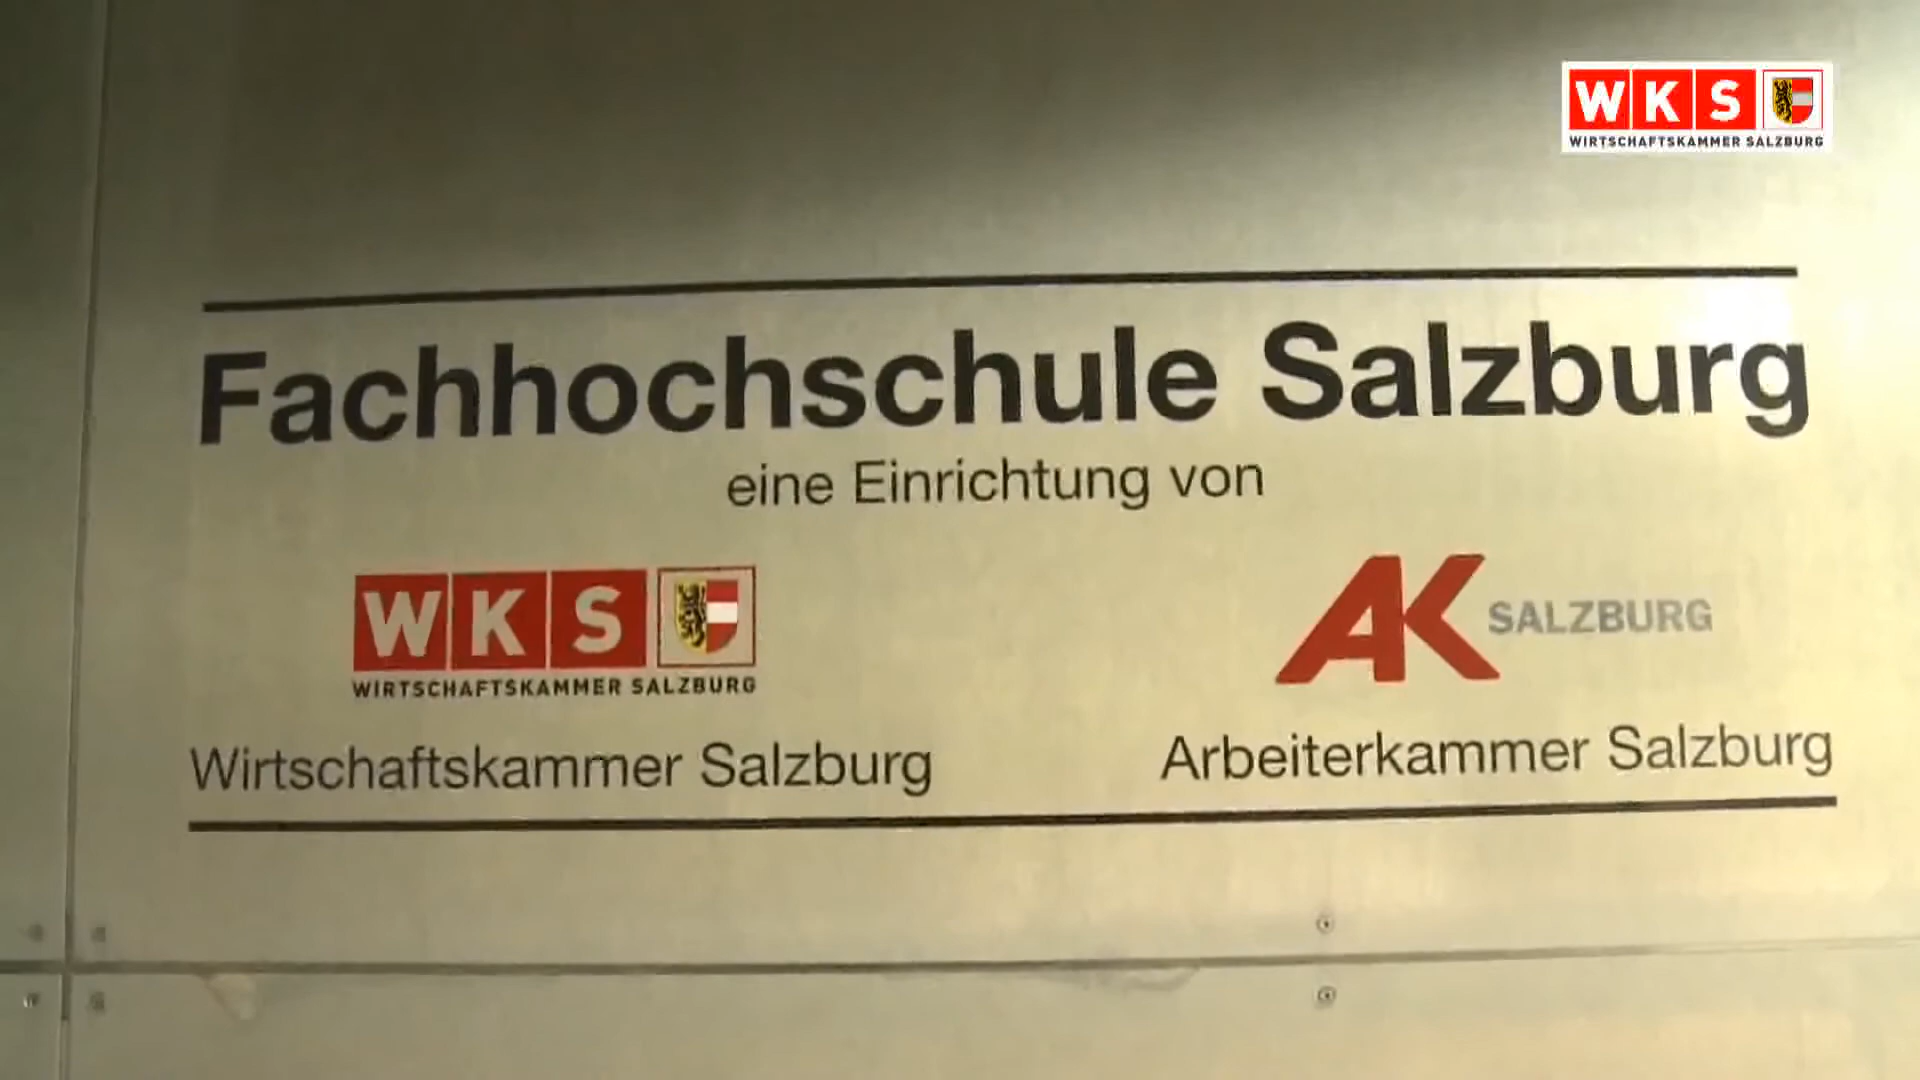 WKS
WIRTSCHAFTSKAMMER SALZBURG
Fachhochschule Salzburg
eine Einrichtung von
WKS
WIRTSCHAFTSKAMMER SALZBURG
Wirtschaftskammer Salzburg
AK SALZBURG
Arbeiterkammer Salzburg